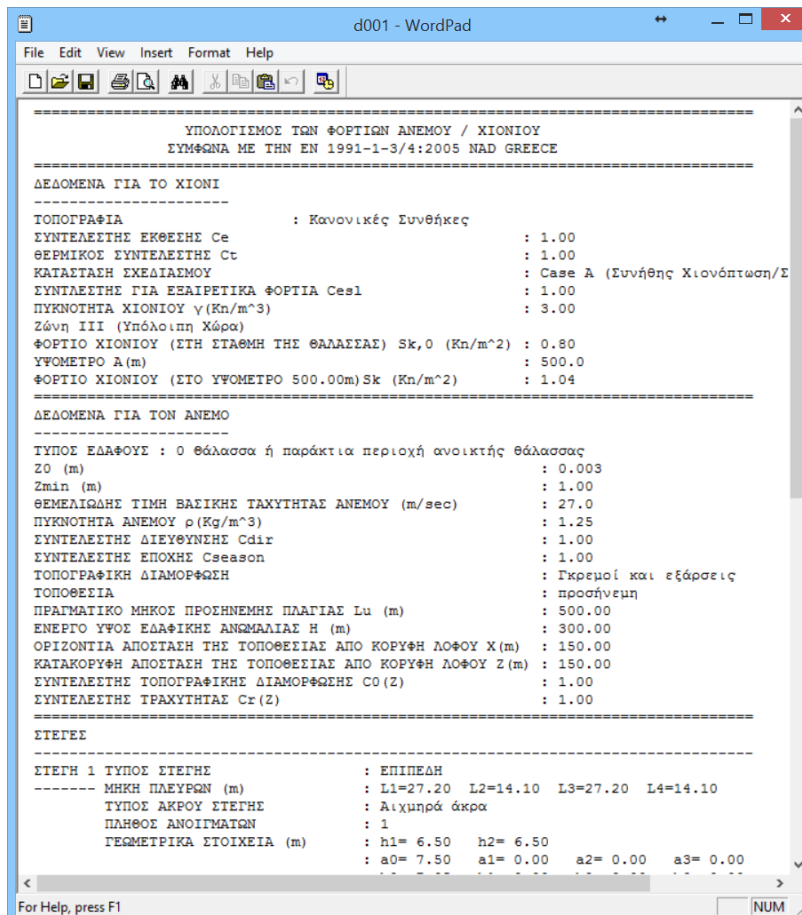 d001 - WordPad
File Edit View Insert Format Help
================================================================================
ΥΠΟΛΟΓΙΣΜΟΣ ΤΩΝ ΦΟΡΤΙΩΝ ΑΝΕΜΟΥ / ΧΙΟΝΙΟΥ
ΣΥΜΦΩΝΑ ΜΕ ΤΗΝ EN 1991-1-3/4:2005 NAD GREECE
================================================================================
ΔΕΔΟΜΕΝΑ ΓΙΑ ΤΟ ΧΙΟΝΙ
----------------------
ΤΟΠΟΓΡΑΦΙΑ : Κανονικές Συνθήκες
ΣΥΝΤΕΛΕΣΤΗΣ ΕΚΘΕΣΗΣ Ce : 1.00
ΘΕΡΜΙΚΟΣ ΣΥΝΤΕΛΕΣΤΗΣ Ct : 1.00
ΚΑΤΑΣΤΑΣΗ ΣΧΕΔΙΑΣΜΟΥ : Case A (Συνήθης Χιονόπτωση/Σ
ΣΥΝΤΛΕΣΤΗΣ ΓΙΑ ΕΞΑΙΡΕΤΙΚΑ ΦΟΡΤΙΑ Cesl : 1.00
ΠΥΚΝΟΤΗΤΑ ΧΙΟΝΙΟΥ γ(Kn/m^3) : 3.00
Ζώνη III (Υπόλοιπη Χώρα)
ΦΟΡΤΙΟ ΧΙΟΝΙΟΥ (ΣΤΗ ΣΤΑΘΜΗ ΤΗΣ ΘΑΛΑΣΣΑΣ) Sk,0 (Kn/m^2) : 0.80
ΥΨΟΜΕΤΡΟ A(m) : 500.0
ΦΟΡΤΙΟ ΧΙΟΝΙΟΥ (ΣΤΟ ΥΨΟΜΕΤΡΟ 500.00m)Sk (Kn/m^2) : 1.04
================================================================================
ΔΕΔΟΜΕΝΑ ΓΙΑ ΤΟΝ ΑΝΕΜΟ
----------------------
ΤΥΠΟΣ ΕΔΑΦΟΥΣ : 0 Θάλασσα ή παράκτια περιοχή ανοικτής θάλασσας
Z0 (m) : 0.003
Zmin (m) : 1.00
ΘΕΜΕΛΙΩΔΗΣ ΤΙΜΗ ΒΑΣΙΚΗΣ ΤΑΧΥΤΗΤΑΣ ΑΝΕΜΟΥ (m/sec) : 27.0
ΠΥΚΝΟΤΗΤΑ ΑΝΕΜΟΥ ρ(Kg/m^3) : 1.25
ΣΥΝΤΕΛΕΣΤΗΣ ΔΙΕΥΘΥΝΣΗΣ Cdir : 1.00
ΣΥΝΤΕΛΕΣΤΗΣ ΕΠΟΧΗΣ Cseason : 1.00
ΤΟΠΟΓΡΑΦΙΚΗ ΔΙΑΜΟΡΦΩΣΗ : Γκρεμοί και εξάρσεις
ΤΟΠΟΘΕΣΙΑ : προσήνεμη
ΠΡΑΓΜΑΤΙΚΟ ΜΗΚΟΣ ΠΡΟΣΗΝΕΜΗΣ ΠΛΑΓΙΑΣ Lu (m) : 500.00
ΕΝΕΡΓΟ ΥΨΟΣ ΕΔΑΦΙΚΗΣ ΑΝΩΜΑΛΙΑΣ H (m) : 300.00
ΟΡΙΖΟΝΤΙΑ ΑΠΟΣΤΑΣΗ ΤΗΣ ΤΟΠΟΘΕΣΙΑΣ ΑΠΟ ΚΟΡΥΦΗ ΛΟΦΟΥ X(m) : 150.00
ΚΑΤΑΚΟΡΥΦΗ ΑΠΟΣΤΑΣΗ ΤΗΣ ΤΟΠΟΘΕΣΙΑΣ ΑΠΟ ΚΟΡΥΦΗ ΛΟΦΟΥ Z(m) : 150.00
ΣΥΝΤΕΛΕΣΤΗΣ ΤΟΠΟΓΡΑΦΙΚΗΣ ΔΙΑΜΟΡΦΩΣΗΣ C0(Z) : 1.00
ΣΥΝΤΕΛΕΣΤΗΣ ΤΡΑΧΥΤΗΤΑΣ Cr(Z) : 1.00
================================================================================
ΣΤΕΓΕΣ
--------------------------------------------------------------------------------
ΣΤΕΓΗ 1 ΤΥΠΟΣ ΣΤΕΓΗΣ : ΕΠΙΠΕΔΗ
------- ΜΗΚΗ ΠΛΕΥΡΩΝ (m) : L1=27.20 L2=14.10 L3=27.20 L4=14.10
ΤΥΠΟΣ ΑΚΡΟΥ ΣΤΕΓΗΣ : Αιχμηρά άκρα
ΠΛΗΘΟΣ ΑΝΟΙΓΜΑΤΩΝ : 1
ΓΕΩΜΕΤΡΙΚΑ ΣΤΟΙΧΕΙΑ (m) : h1= 6.50 h2= 6.50
: a0= 7.50 a1= 0.00 a2= 0.00 a3= 0.00
For Help, press F1
NUM